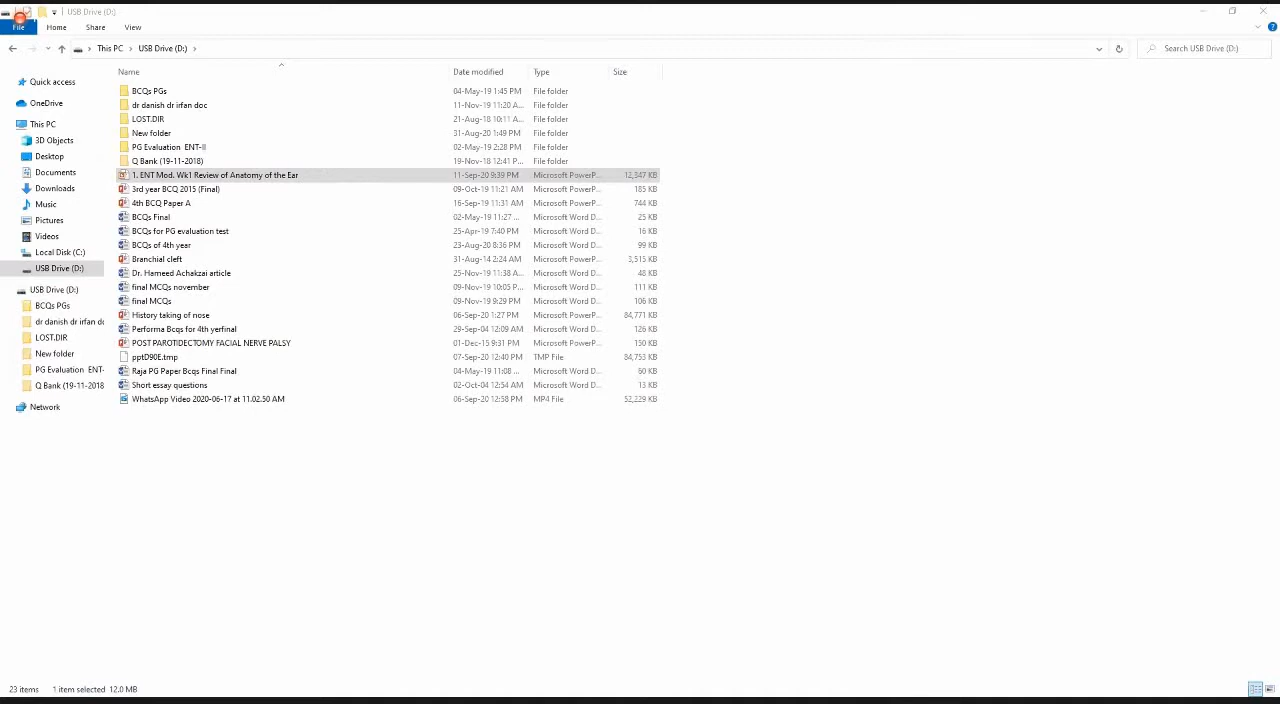 USB Drive (D:)
File Home Share View
This PC USB Drive (D:) Search USB Drive (D:)
Name Date modified Type Size
Quick access
OneDrive
This PC
3D Objects
Desktop
Documents
Downloads
Music
Pictures
Videos
Local Disk (C:)
USB Drive (D:)
USB Drive (D:)
BCQs PGs
dr danish dr irfan dc
LOST.DIR
New folder
PG Evaluation ENT-
Q Bank (19-11-2018
Network
BCQs PGs 04-May-19 1:45 PM File folder
dr danish dr irfan doc 11-Nov-19 11:20 A... File folder
LOST.DIR 21-Aug-18 10:11 A... File folder
New folder 31-Aug-20 1:49 PM File folder
PG Evaluation ENT-II 02-May-19 2:28 PM File folder
Q Bank (19-11-2018) 19-Nov-18 12:41 P... File folder
1. ENT Mod. Wk1 Review of Anatomy of the Ear 11-Sep-20 9:39 PM Microsoft PowerP... 12,347 KB
3rd year BCQ 2015 (Final) 09-Oct-19 11:21 AM Microsoft PowerP... 185 KB
4th BCQ Paper A 16-Sep-19 11:31 AM Microsoft PowerP... 744 KB
BCQs Final 02-May-19 11:27 ... Microsoft Word D... 25 KB
BCQs for PG evaluation test 25-Apr-19 7:40 PM Microsoft Word D... 16 KB
BCQs of 4th year 23-Aug-20 8:36 PM Microsoft Word D... 99 KB
Branchial cleft 31-Aug-14 2:24 AM Microsoft PowerP... 3,515 KB
Dr. Hameed Achakzai article 25-Nov-19 11:38 A... Microsoft Word D... 48 KB
final MCQs november 09-Nov-19 10:05 P... Microsoft Word D... 111 KB
final MCQs 09-Nov-19 9:29 PM Microsoft Word D... 106 KB
History taking of nose 06-Sep-20 1:27 PM Microsoft PowerP... 84,771 KB
Performa Bcqs for 4th yerfinal 29-Sep-04 12:09 AM Microsoft Word D... 126 KB
POST PAROTIDECTOMY FACIAL NERVE PALSY 01-Dec-15 9:31 PM Microsoft PowerP... 150 KB
pptD90E.tmp 07-Sep-20 12:40 PM TMP File 84,753 KB
Raja PG Paper Bcqs Final Final 04-May-19 11:08 ... Microsoft Word D... 60 KB
Short essay questions 02-Oct-04 12:54 AM Microsoft Word D... 13 KB
WhatsApp Video 2020-06-17 at 11.02.50 AM 06-Sep-20 12:58 PM MP4 File 52,229 KB
23 items 1 item selected 12.0 MB